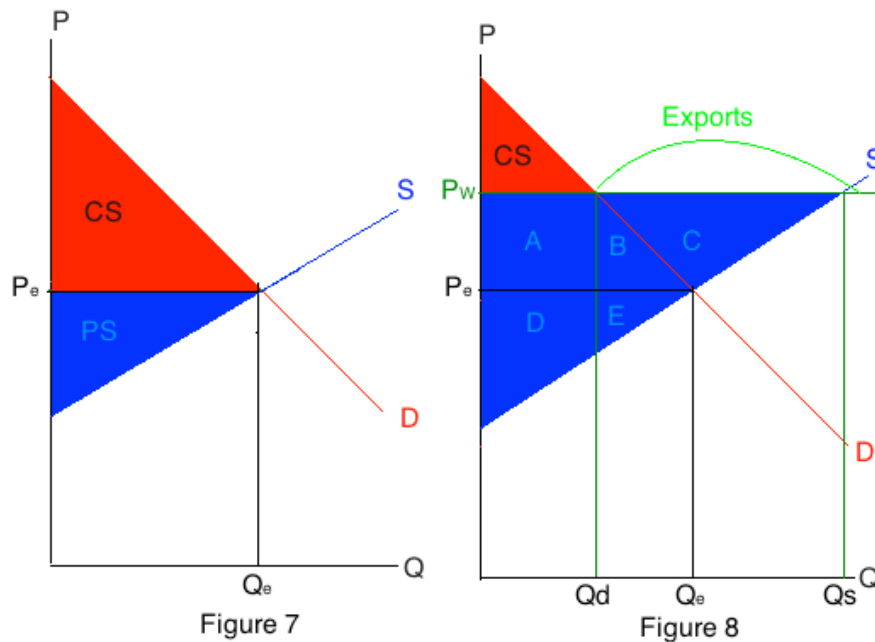 P
CS
S
Pe
PS
D
Q
Qe
Figure 7
P
Exports
CS
S
Pw
A
B
C
Pe
D
E
D
Q
Qd
Qe
Qs
Figure 8